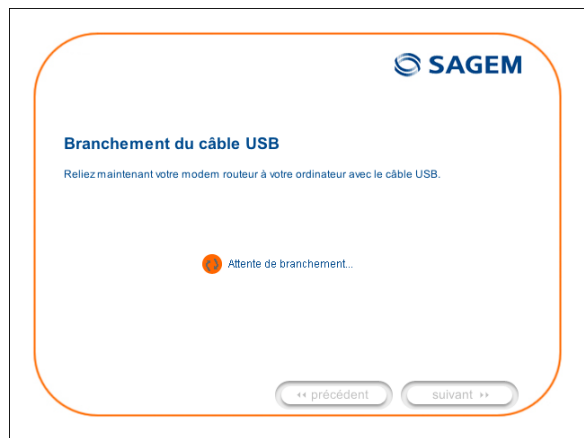 SAGEM
Branchement du câble USB
Reliez maintenant votre modem routeur à votre ordinateur avec le câble USB.
Attente de branchement...
précédent
suivant